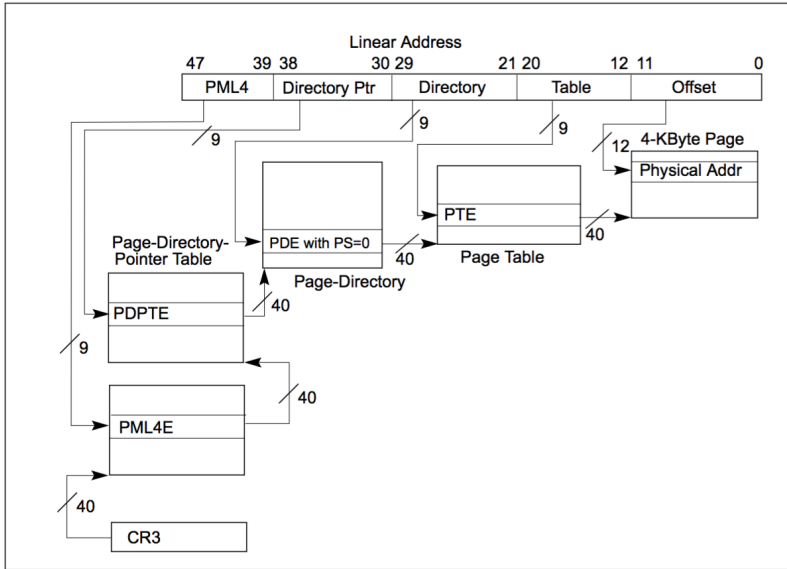 Linear Address
47 39 38 30 29 21 20 12 11 0
PML4 Directory Ptr Directory Table Offset
9 9 9 12 4-KByte Page
Physical Addr
PTE
40
PDE with PS=0
40
Page Table
Page-Directory-
Pointer Table
Page-Directory
40
PDPTE
9
40
PML4E
40
CR3